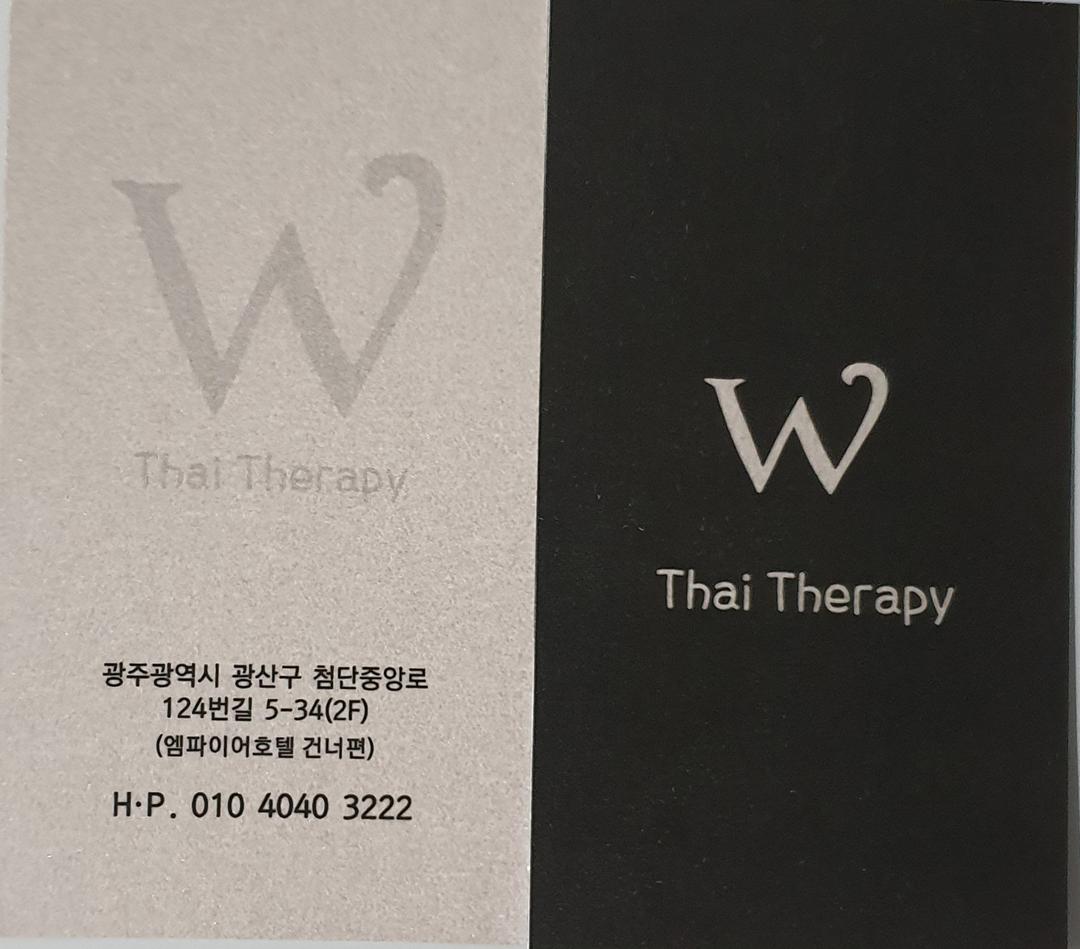 W
Thai Therapy
광주광역시 광산구 첨단중앙로
124번길 5-34(2F)
(엠파이어호텔 건너편)
H·P. 010 4040 3222
W
Thai Therapy